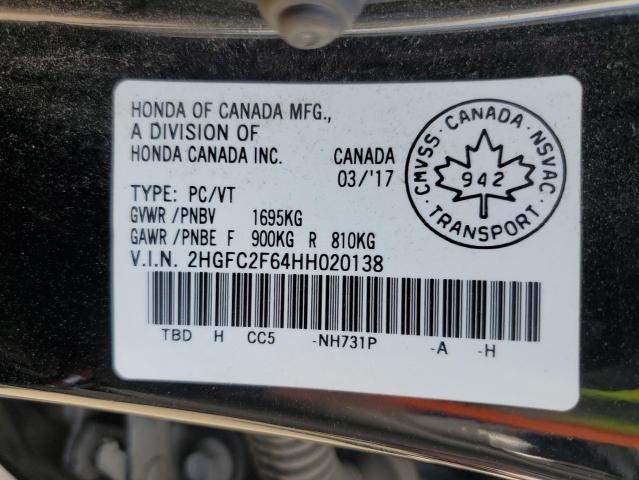 HONDA OF CANADA MFG.,
A DIVISION OF
HONDA CANADA INC. CANADA
03/'17
TYPE: PC/VT
GVWR /PNBV 1695KG
GAWR /PNBE F 900KG R 810KG
V.I.N. 2HGFC2F64HH020138
TBD H CC5 -NH731P -A -H
CMVSS · CANADA · NSVAC
942
· TRANSPORT ·